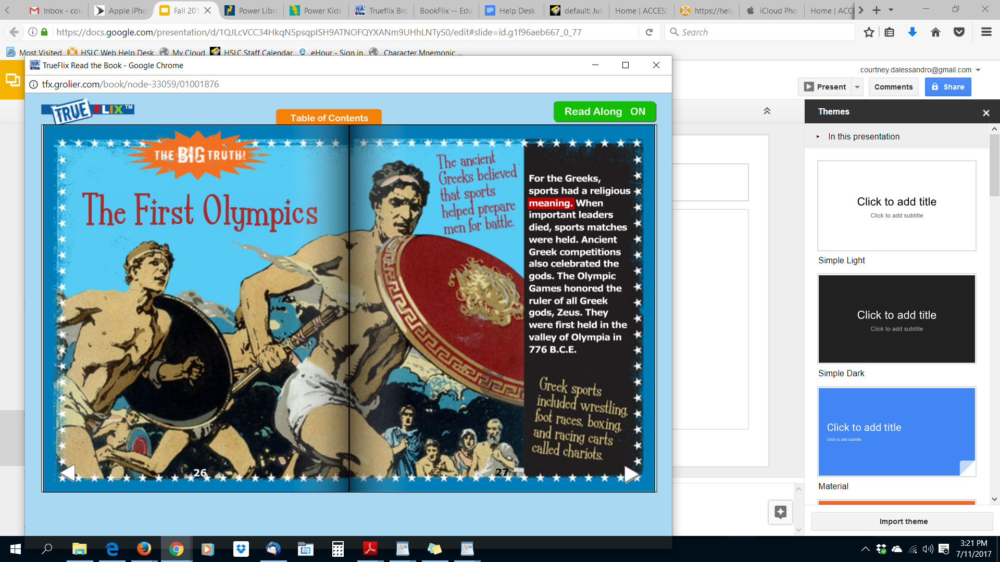 Inbox - cou
Apple iPho
Fall 201
Power Libra
Power Kids
Trueflix Bro
BookFlix -- Edu
Help Desk
default: July
Home | ACCESS
https://help
iCloud Pho
Home | ACCE
https://docs.google.com/presentation/d/1QJLcVCC34HkqN5psqpISH9ATNOFQYXANm9UHhLNTyS0/edit#slide=id.g1f96aeb667_0_77
Search
Most Visited
HSLC Web Help Desk
My Cloud
HSLC Staff Calendar
eHour - Sign in
Character Mnemonic ...
TrueFlix Read the Book - Google Chrome
tfx.grolier.com/book/node-33059/01001876
courtney.dalessandro@gmail.com
Present
Comments
Share
TRUE FLIX™
Table of Contents
Read Along ON
THE BIG TRUTH!
The First Olympics
The ancient
Greeks believed
that sports
helped prepare
men for battle.
For the Greeks,
sports had a religious
meaning. When
important leaders
died, sports matches
were held. Ancient
Greek competitions
also celebrated the
gods. The Olympic
Games honored the
ruler of all Greek
gods, Zeus. They
were first held in the
valley of Olympia in
776 B.C.E.
Greek sports
included wrestling,
foot races, boxing,
and racing carts
called chariots.
26
27
Themes
In this presentation
Click to add title
Click to add subtitle
Simple Light
Click to add title
Click to add subtitle
Simple Dark
Click to add title
Click to add subtitle
Material
Import theme
3:21 PM
7/11/2017